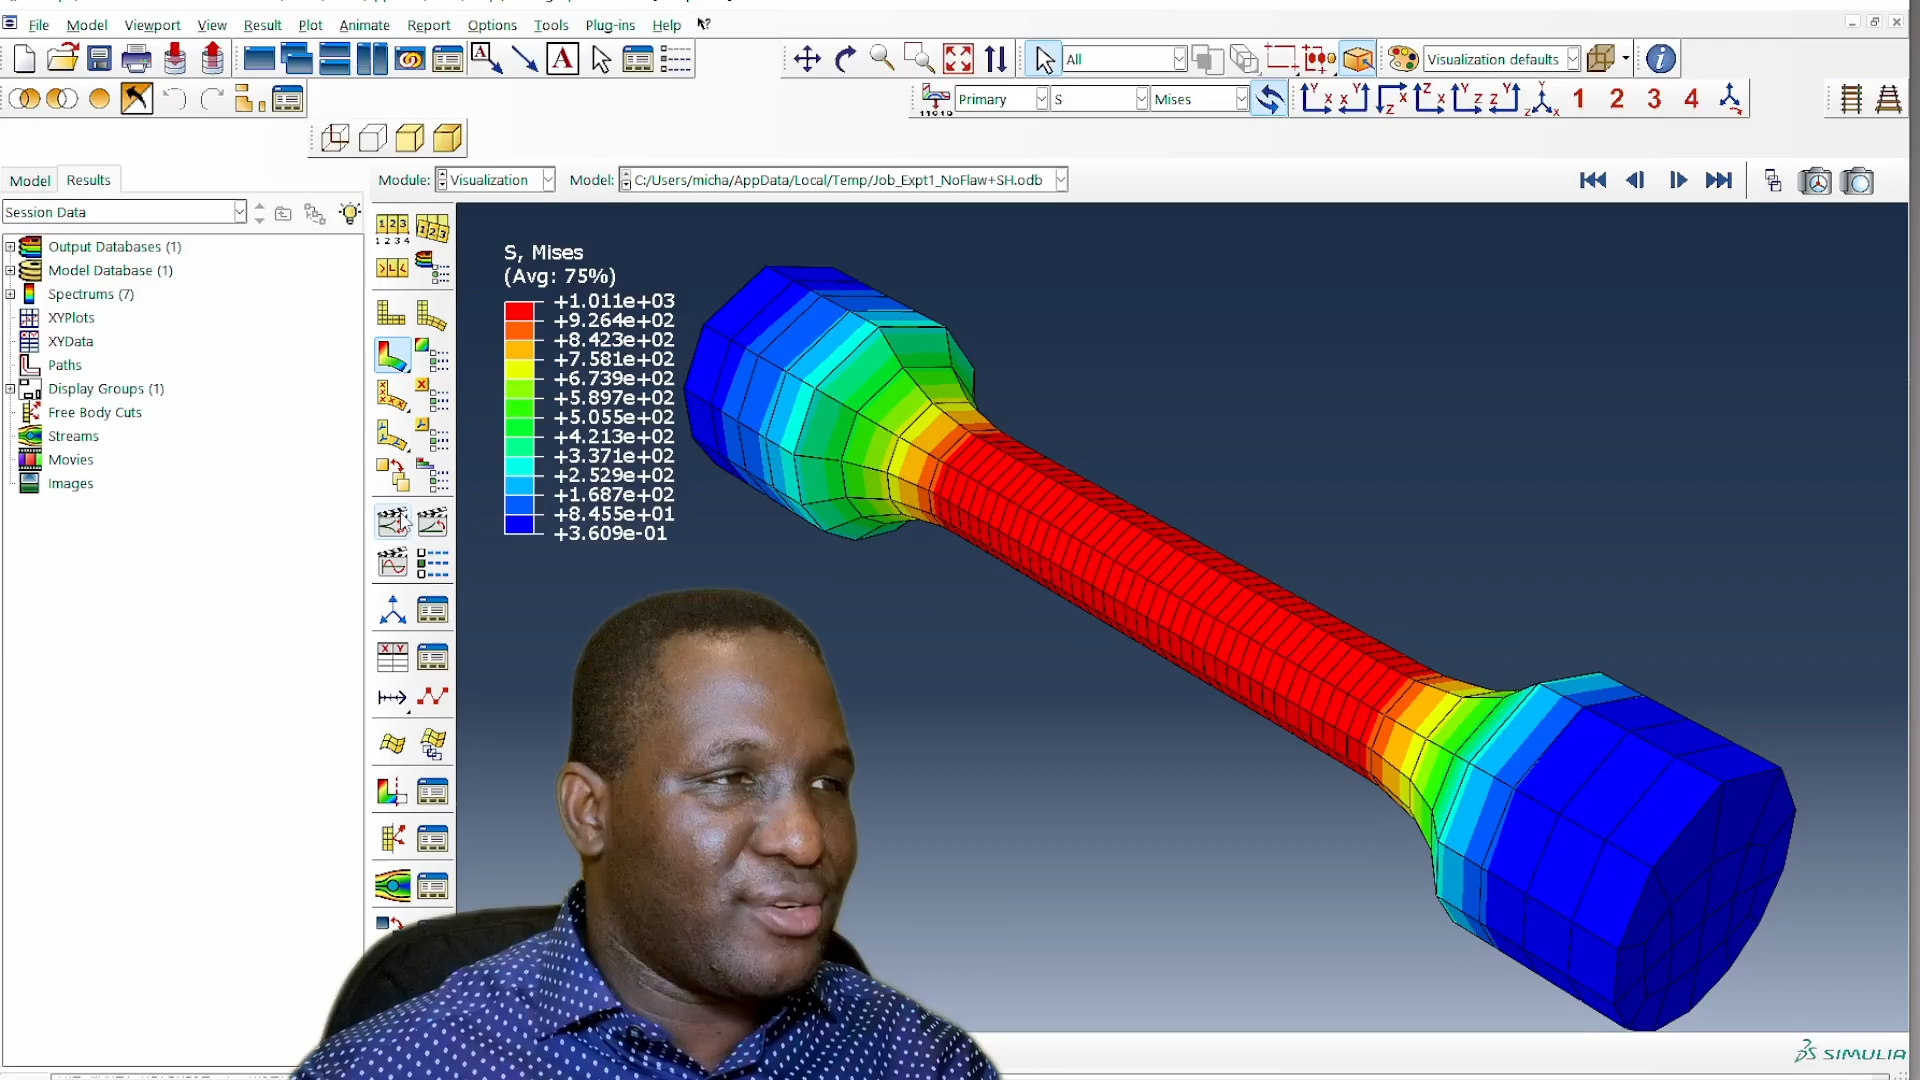 File Model Viewport View Result Plot Animate Report Options Tools Plug-ins Help
A A All Visualization defaults
Primary S Mises 1 2 3 4
Model Results Module: Visualization Model: C:/Users/micha/AppData/Local/Temp/Job_Expt1_NoFlaw+SH.odb
Session Data
Output Databases (1)
Model Database (1)
Spectrums (7)
XYPlots
XYData
Paths
Display Groups (1)
Free Body Cuts
Streams
Movies
Images
S, Mises
(Avg: 75%)
+1.011e+03
+9.264e+02
+8.423e+02
+7.581e+02
+6.739e+02
+5.897e+02
+5.055e+02
+4.213e+02
+3.371e+02
+2.529e+02
+1.687e+02
+8.455e+01
+3.609e-01
SIMULIA